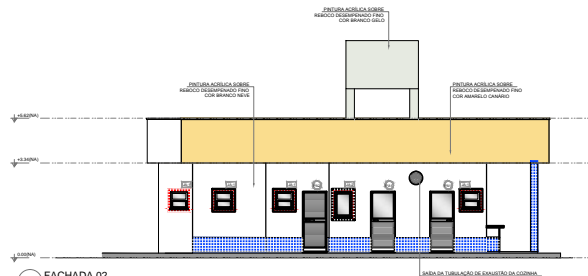 PINTURA ACRÍLICA SOBRE
REBOCO DESEMPENADO FINO
COR BRANCO GELO
PINTURA ACRÍLICA SOBRE
REBOCO DESEMPENADO FINO
COR BRANCO NEVE
PINTURA ACRÍLICA SOBRE
REBOCO DESEMPENADO FINO
COR AMARELO CANÁRIO
+5.62(NA)
+3.34(NA)
0.00(NA)
SAÍDA DA TUBULAÇÃO DE EXAUSTÃO DA COZINHA
FACHADA 02